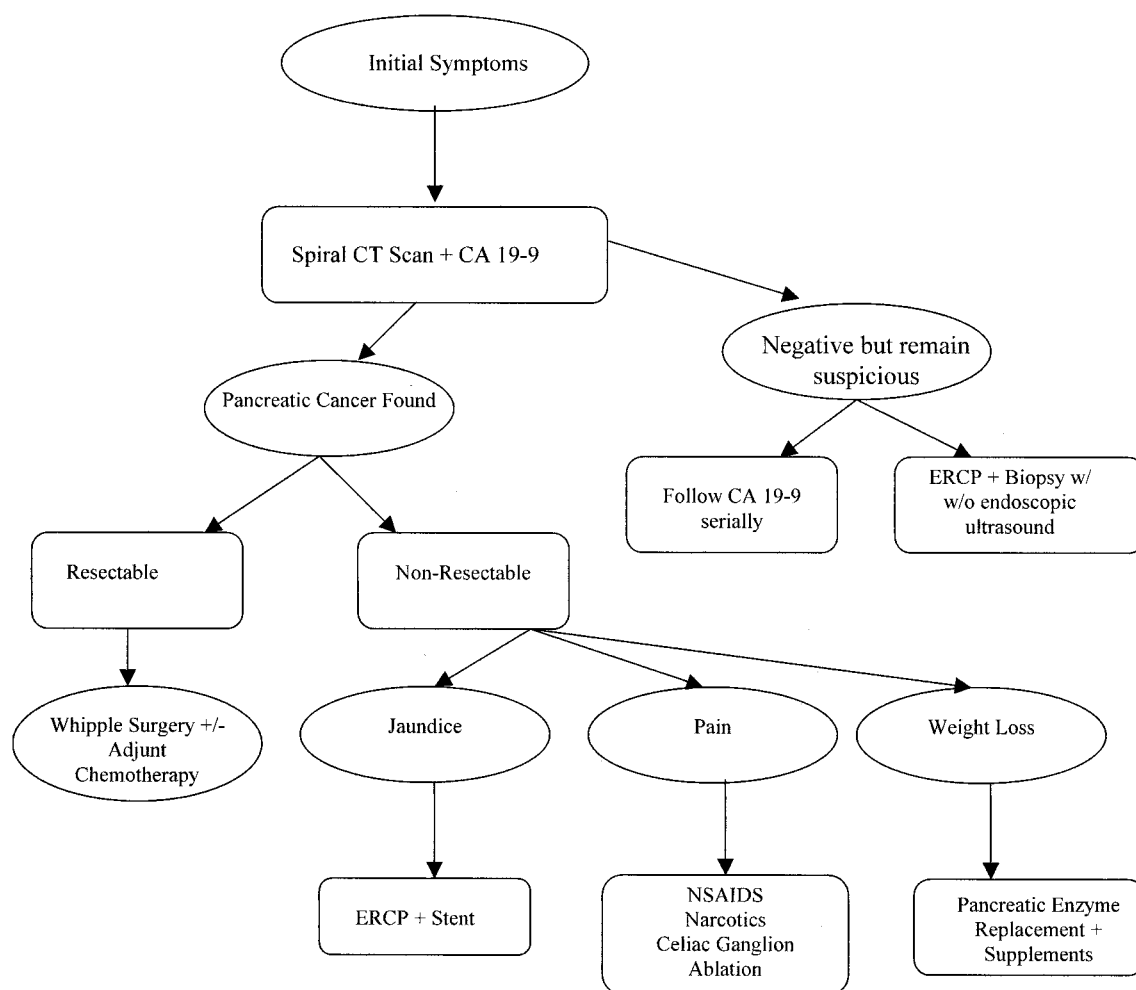 Initial Symptoms
Spiral CT Scan + CA 19-9
Negative but remain
suspicious
Pancreatic Cancer Found
Follow CA 19-9
serially
ERCP + Biopsy w/
w/o endoscopic
ultrasound
Resectable
Non-Resectable
Whipple Surgery +/-
Adjunt
Chemotherapy
Jaundice
Pain
Weight Loss
ERCP + Stent
NSAIDS
Narcotics
Celiac Ganglion
Ablation
Pancreatic Enzyme
Replacement +
Supplements